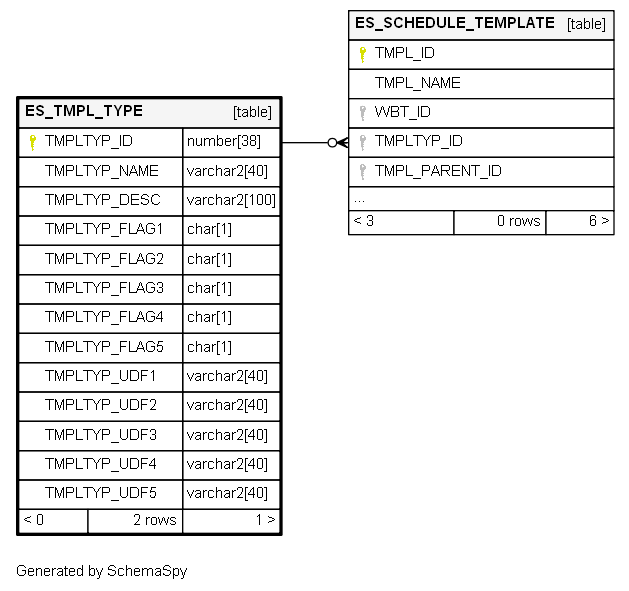 ES_SCHEDULE_TEMPLATE [table]
TMPL_ID
TMPL_NAME
WBT_ID
TMPLTYP_ID
TMPL_PARENT_ID
...
< 3 0 rows 6 >
ES_TMPL_TYPE [table]
TMPLTYP_ID number[38]
TMPLTYP_NAME varchar2[40]
TMPLTYP_DESC varchar2[100]
TMPLTYP_FLAG1 char[1]
TMPLTYP_FLAG2 char[1]
TMPLTYP_FLAG3 char[1]
TMPLTYP_FLAG4 char[1]
TMPLTYP_FLAG5 char[1]
TMPLTYP_UDF1 varchar2[40]
TMPLTYP_UDF2 varchar2[40]
TMPLTYP_UDF3 varchar2[40]
TMPLTYP_UDF4 varchar2[40]
TMPLTYP_UDF5 varchar2[40]
< 0 2 rows 1 >
Generated by SchemaSpy